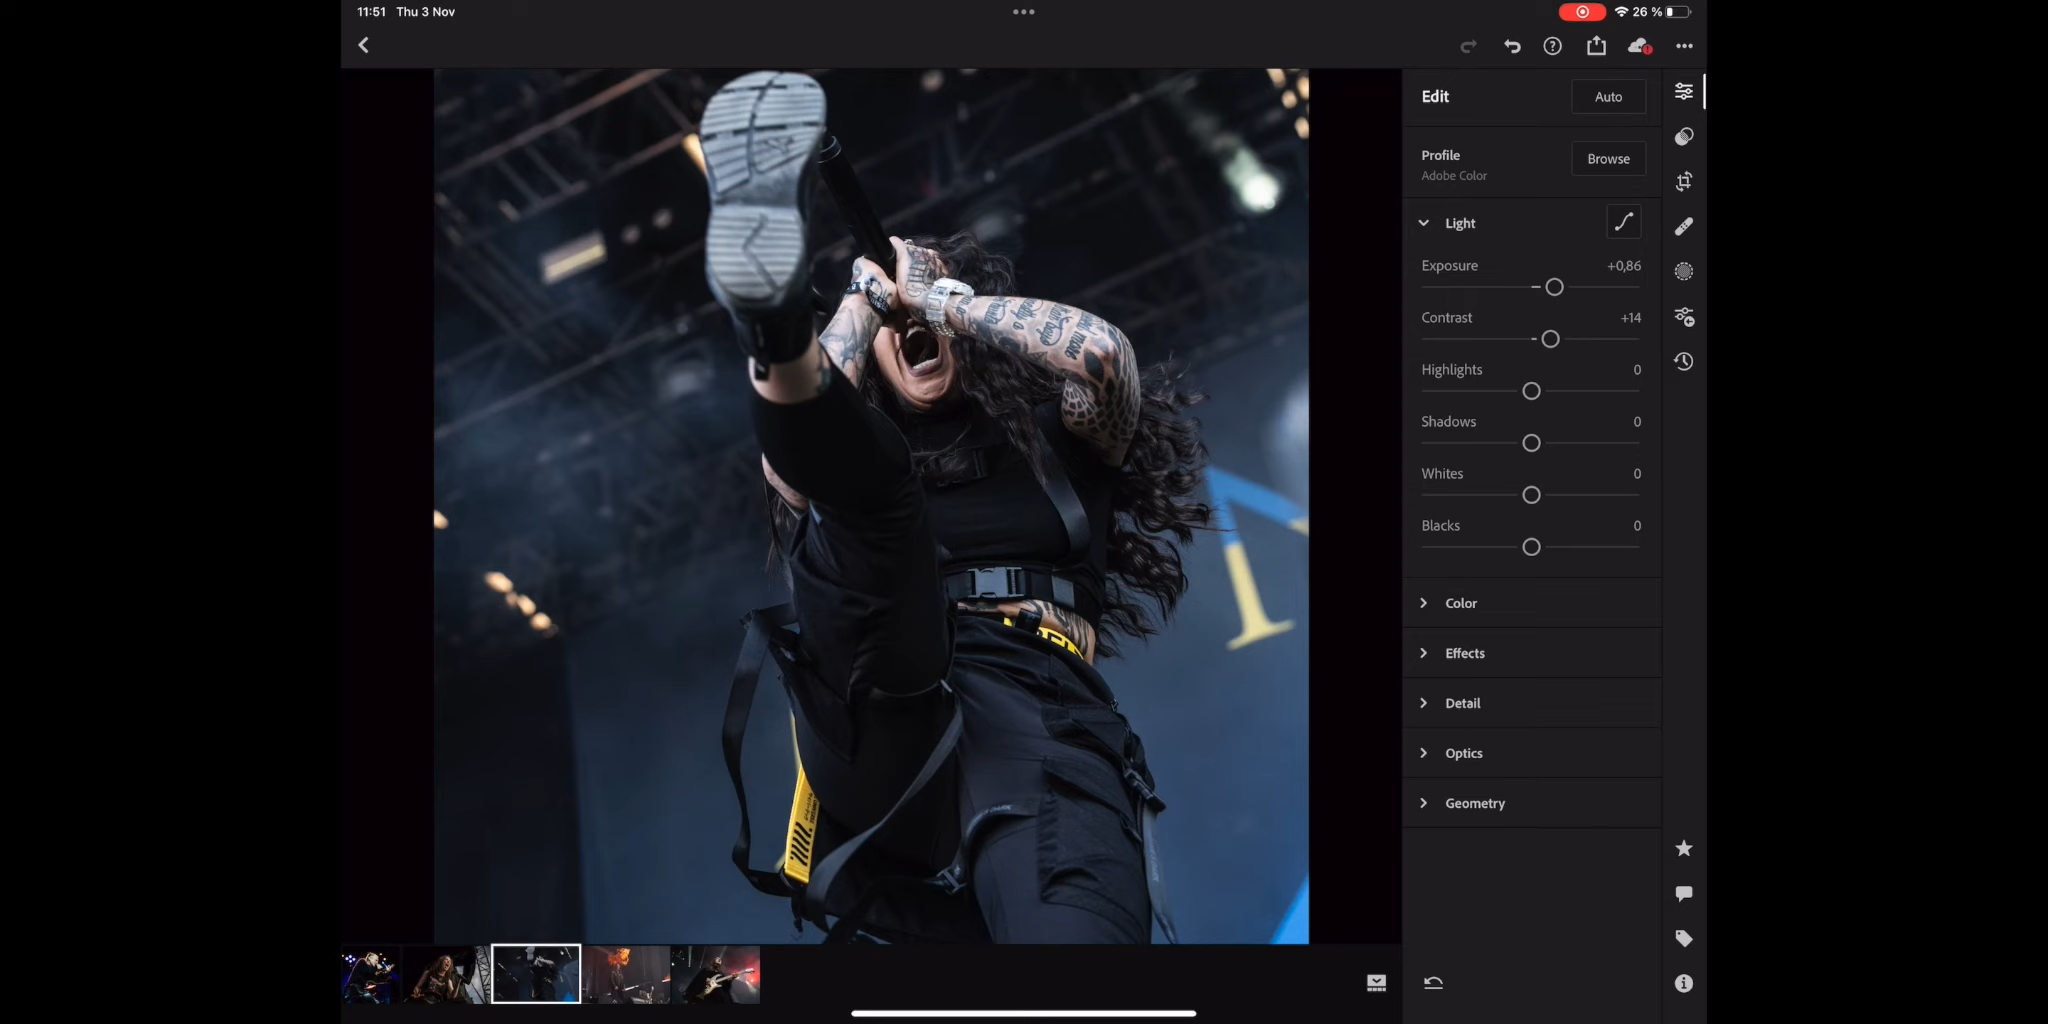 11:51 Thu 3 Nov
26 %
Edit
Auto
Profile
Adobe Color
Browse
Light
Exposure +0,86
Contrast +14
Highlights 0
Shadows 0
Whites 0
Blacks 0
Color
Effects
Detail
Optics
Geometry